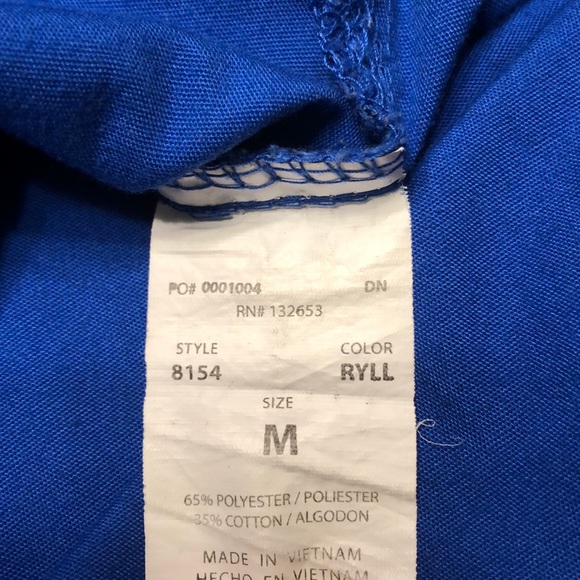 PO# 0001004 DN
RN# 132653
STYLE COLOR
8154 RYLL
SIZE
M
65% POLYESTER / POLIESTER
35% COTTON / ALGODON
MADE IN VIETNAM
HECHO EN VIETNAM